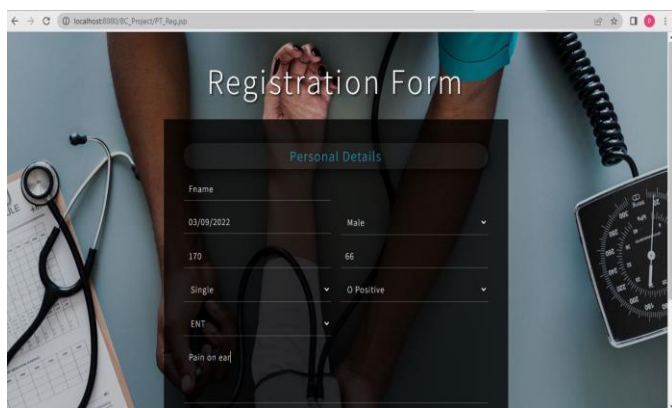 localhost:8080/BC_Project/PT_Reg.jsp
Registration Form
Personal Details
Fname
03/09/2022 Male
170 66
Single O Positive
ENT
Pain on ear